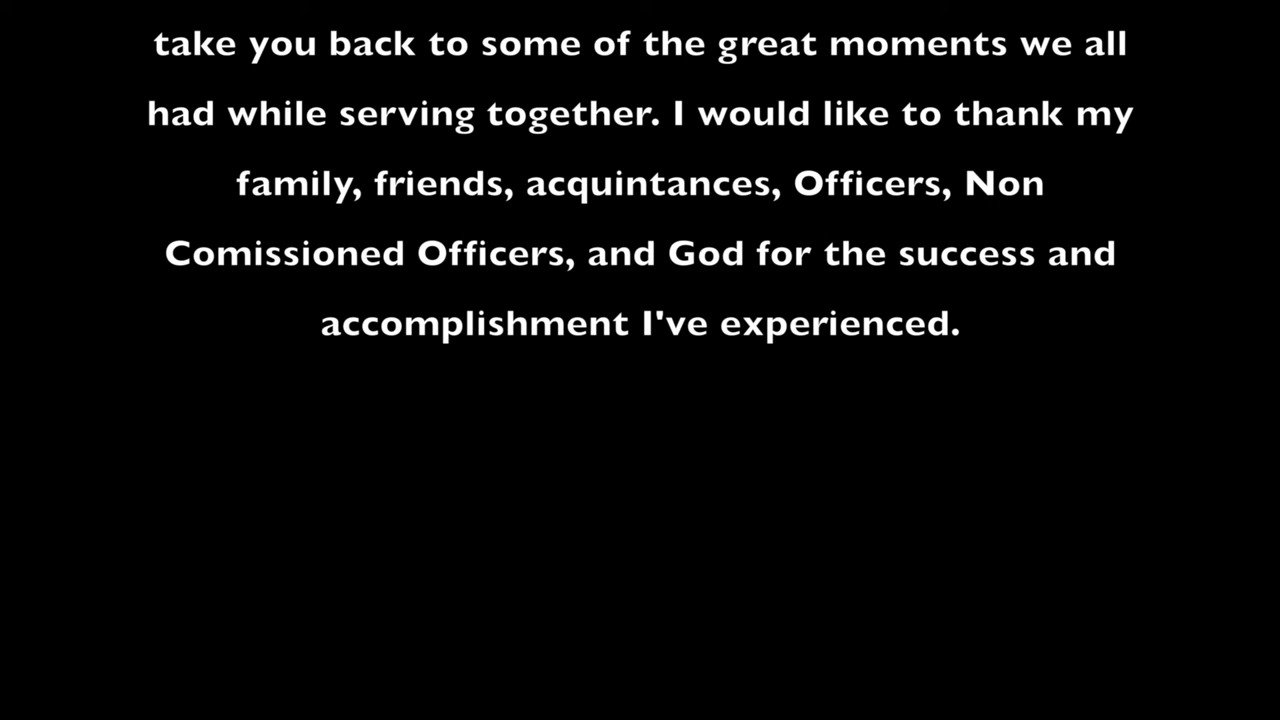 take you back to some of the great moments we all
had while serving together. I would like to thank my
family, friends, acquintances, Officers, Non
Comissioned Officers, and God for the success and
accomplishment I've experienced.